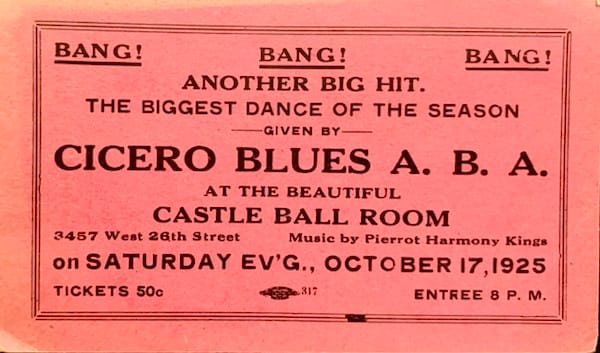 BANG! BANG! BANG!
ANOTHER BIG HIT.
THE BIGGEST DANCE OF THE SEASON
—GIVEN BY—
CICERO BLUES A. B. A.
AT THE BEAUTIFUL
CASTLE BALL ROOM
3457 West 26th Street Music by Pierrot Harmony Kings
on SATURDAY EV'G., OCTOBER 17, 1925
TICKETS 50c 317 ENTREE 8 P. M.